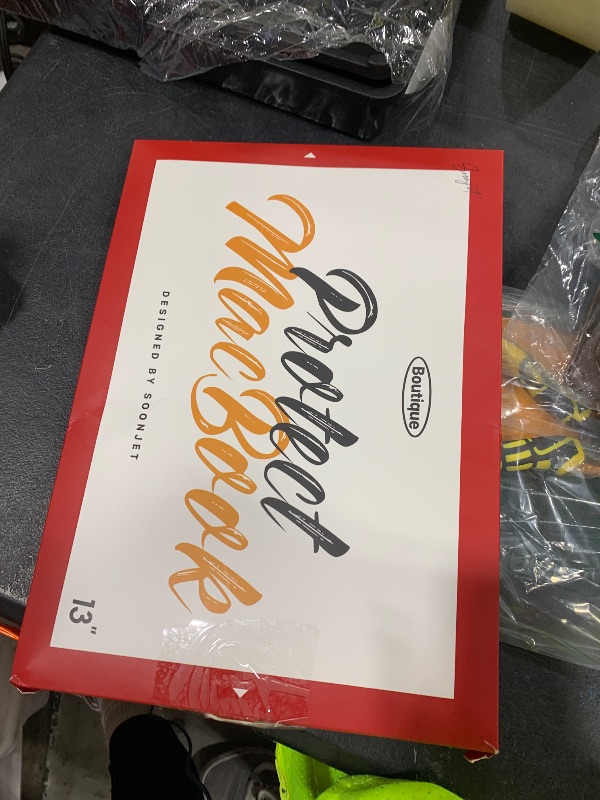 Boutique
Protect
MacBook
DESIGNED BY SOONJET
13"